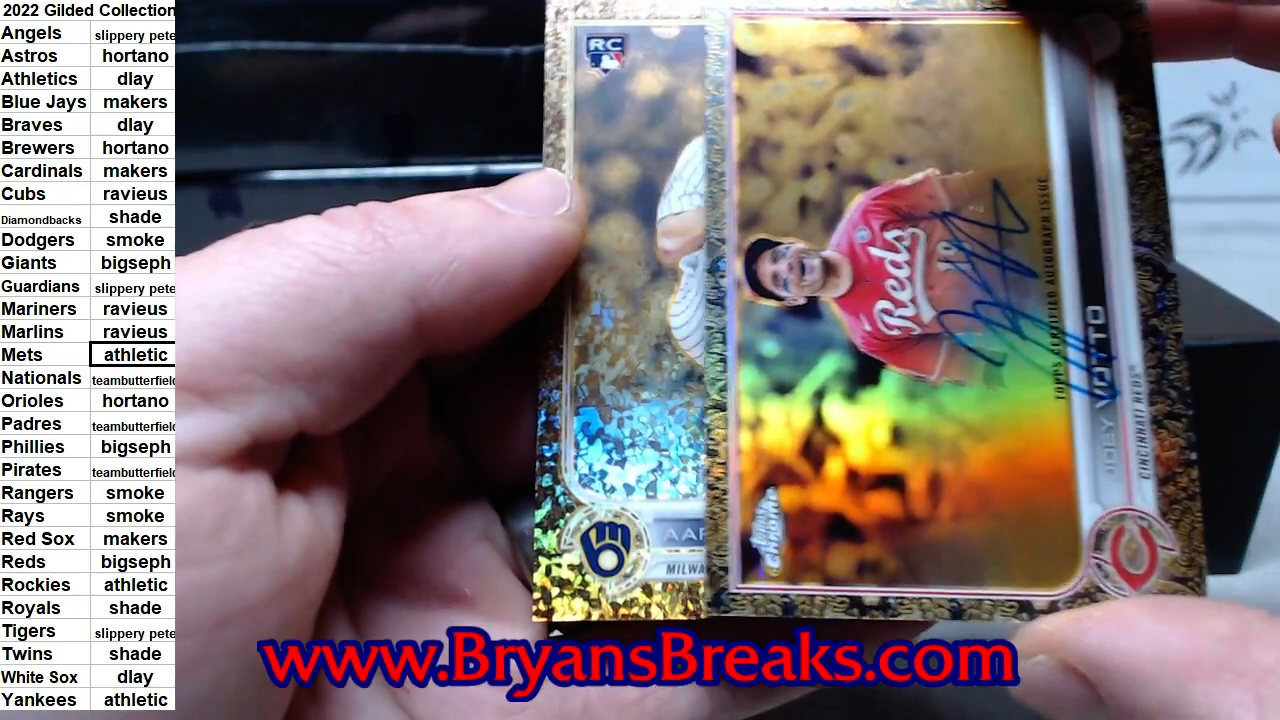 2022 Gilded Collection
Angels slippery pete
Astros hortano
Athletics dlay
Blue Jays makers
Braves dlay
Brewers hortano
Cardinals makers
Cubs ravieus
Diamondbacks shade
Dodgers smoke
Giants bigseph
Guardians slippery pete
Mariners ravieus
Marlins ravieus
Mets athletic
Nationals teambutterfield
Orioles hortano
Padres teambutterfield
Phillies bigseph
Pirates teambutterfield
Rangers smoke
Rays smoke
Red Sox makers
Reds bigseph
Rockies athletic
Royals shade
Tigers slippery pete
Twins shade
White Sox dlay
Yankees athletic
RC
AA
MILWA
Reds
19
TOPPS CERTIFIED AUTOGRAPH ISSUE
JOEY VOTTO
CINCINNATI REDS
Topps
CHROME
www.BryansBreaks.com